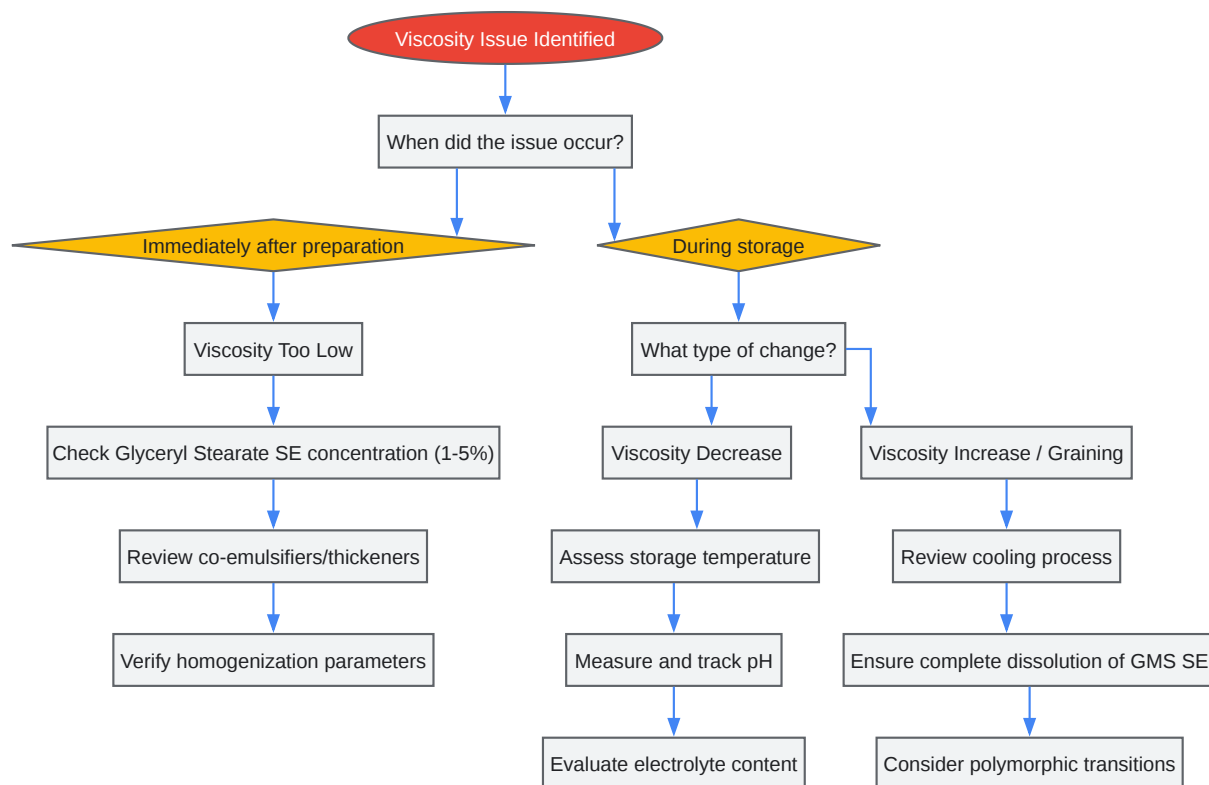 Viscosity Issue Identified
When did the issue occur?
Immediately after preparation
During storage
Viscosity Too Low
What type of change?
Check Glyceryl Stearate SE concentration (1-5%)
Viscosity Decrease
Viscosity Increase / Graining
Review co-emulsifiers/thickeners
Assess storage temperature
Review cooling process
Verify homogenization parameters
Measure and track pH
Ensure complete dissolution of GMS SE
Evaluate electrolyte content
Consider polymorphic transitions